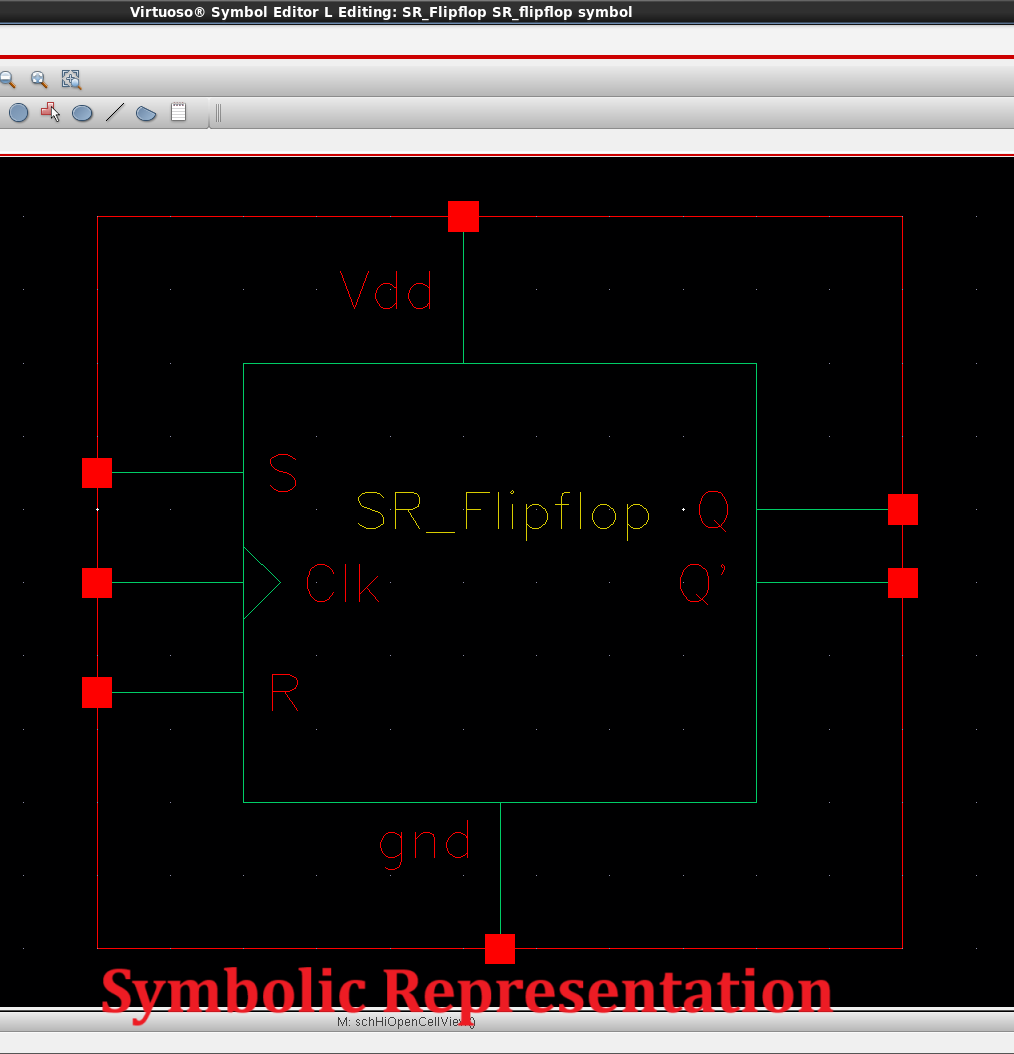 Virtuoso® Symbol Editor L Editing: SR_Flipflop SR_flipflop symbol
Vdd
S
SR_Flipflop
Q
Clk
Q'
R
gnd
Symbolic Representation
M: schHiOpenCellView()